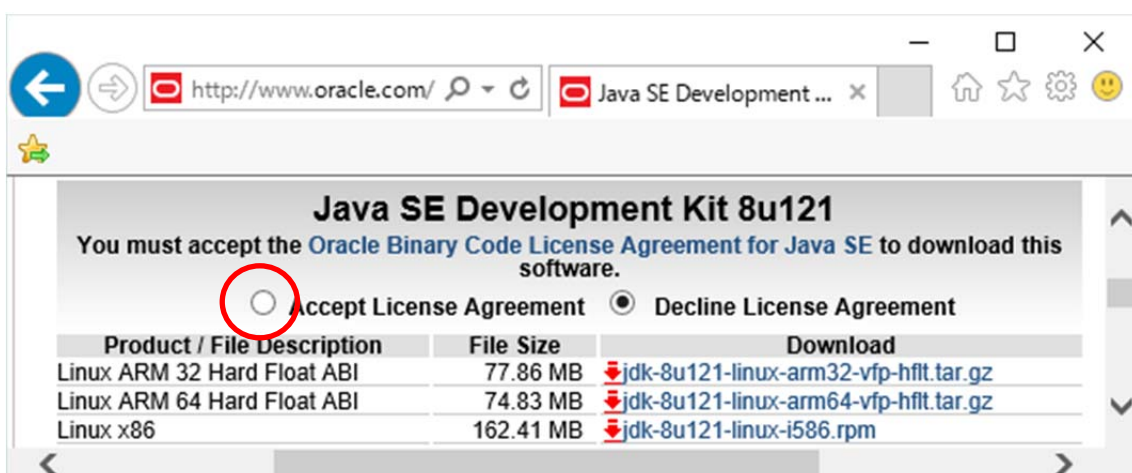 http://www.oracle.com/
Java SE Development ...
Java SE Development Kit 8u121
You must accept the Oracle Binary Code License Agreement for Java SE to download this
software.
Accept License Agreement Decline License Agreement
Product / File Description File Size Download
Linux ARM 32 Hard Float ABI 77.86 MB jdk-8u121-linux-arm32-vfp-hflt.tar.gz
Linux ARM 64 Hard Float ABI 74.83 MB jdk-8u121-linux-arm64-vfp-hflt.tar.gz
Linux x86 162.41 MB jdk-8u121-linux-i586.rpm